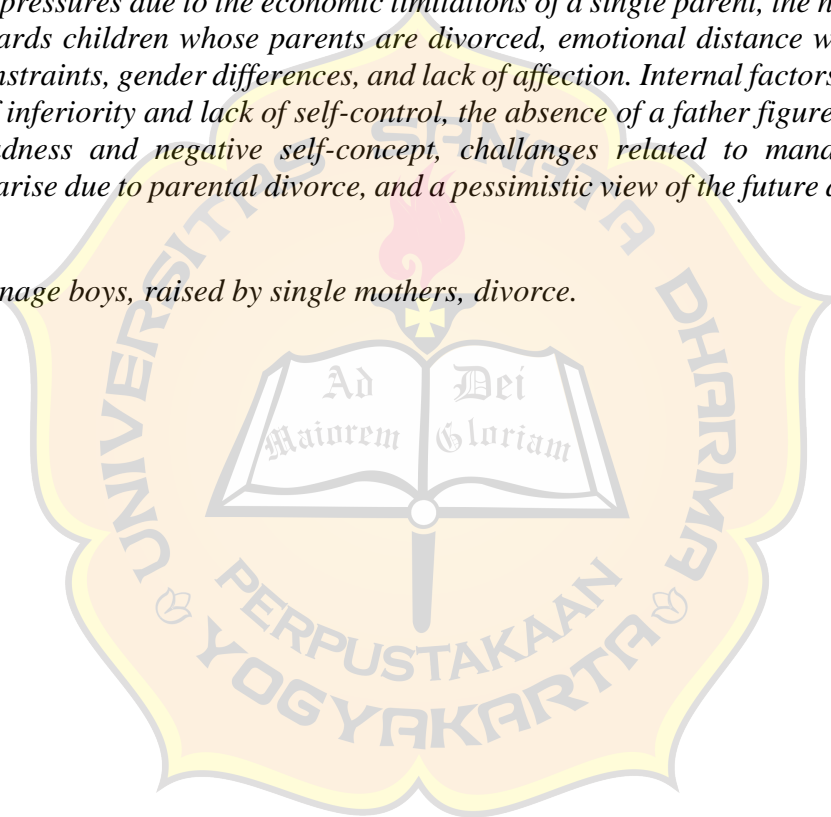 pressures due to the economic limitations of a single parent, the n
ards children whose parents are divorced, emotional distance w
nstraints, gender differences, and lack of affection. Internal factors
f inferiority and lack of self-control, the absence of a father figure
dness and negative self-concept, challanges related to mand
arise due to parental divorce, and a pessimistic view of the future a
nage boys, raised by single mothers, divorce.
UNIVERSITAS SANATA DHARMA
Ad Dei
Maiorem Gloriam
PERPUSTAKAAN
YOGYAKARTA